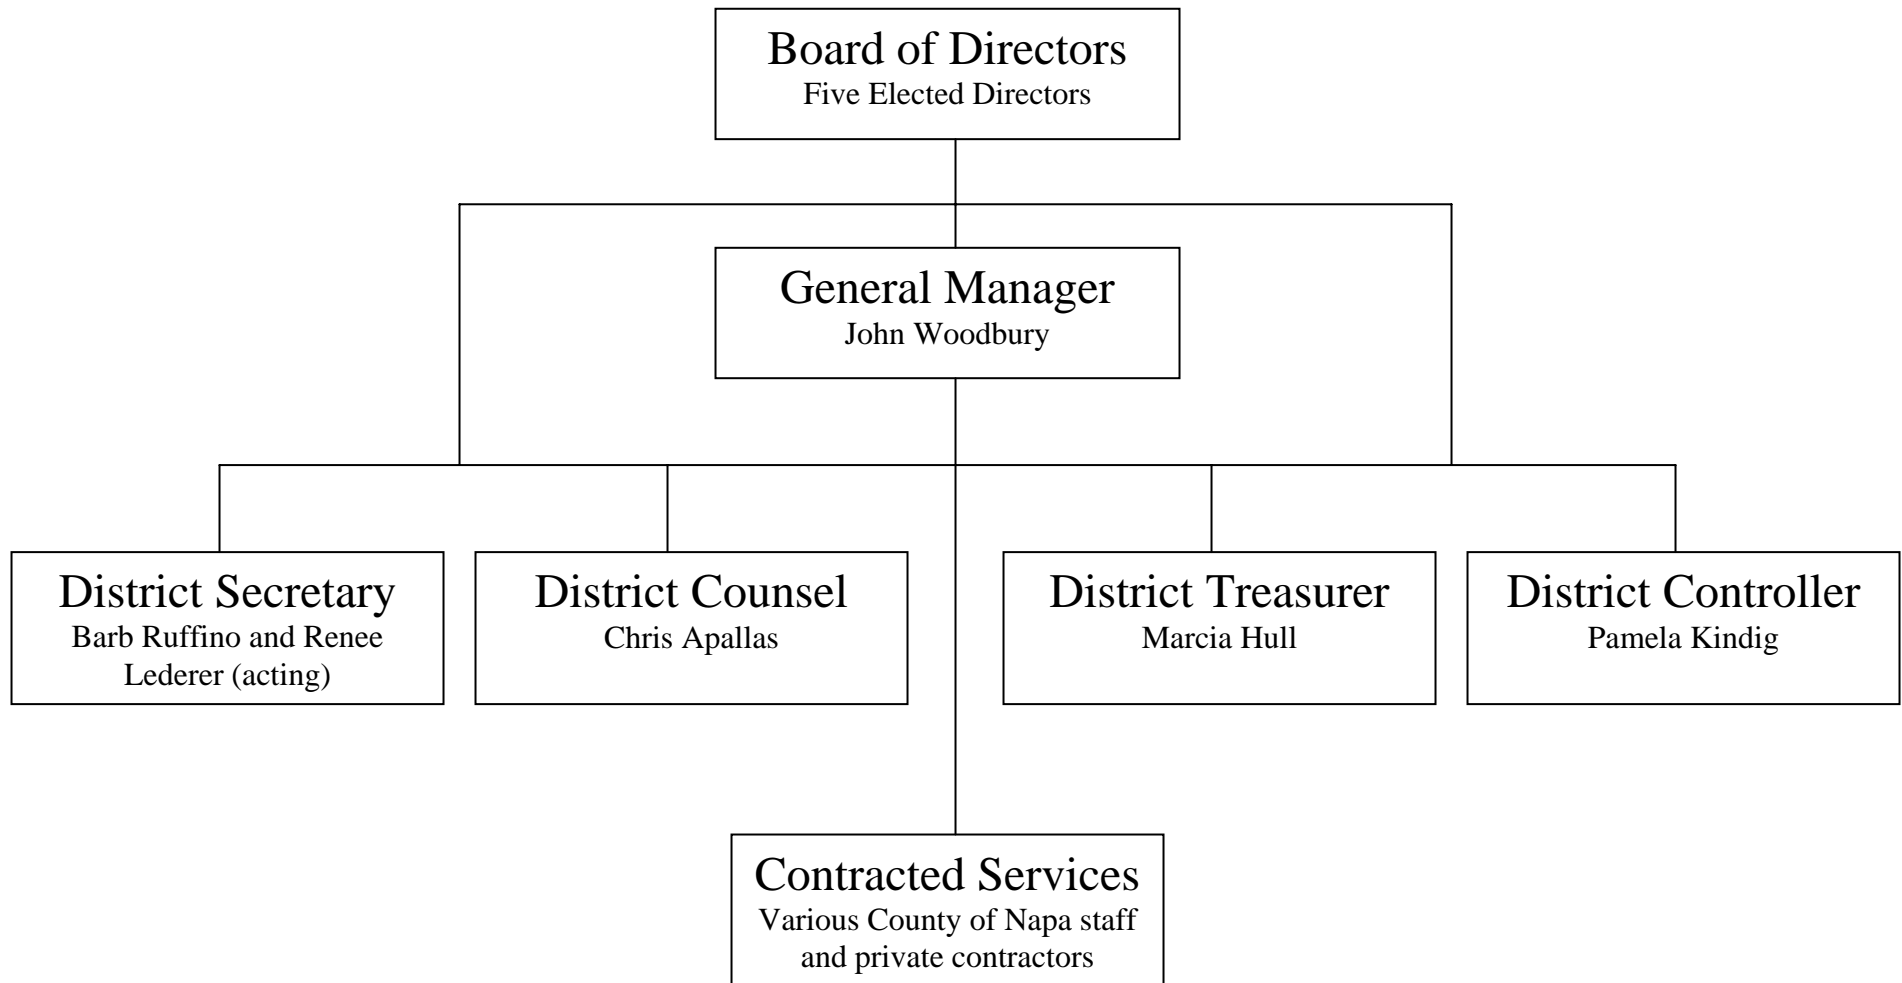 Board of Directors
Five Elected Directors
General Manager
John Woodbury
District Secretary
Barb Ruffino and Renee
Lederer (acting)
District Counsel
Chris Apallas
District Treasurer
Marcia Hull
District Controller
Pamela Kindig
Contracted Services
Various County of Napa staff
and private contractors